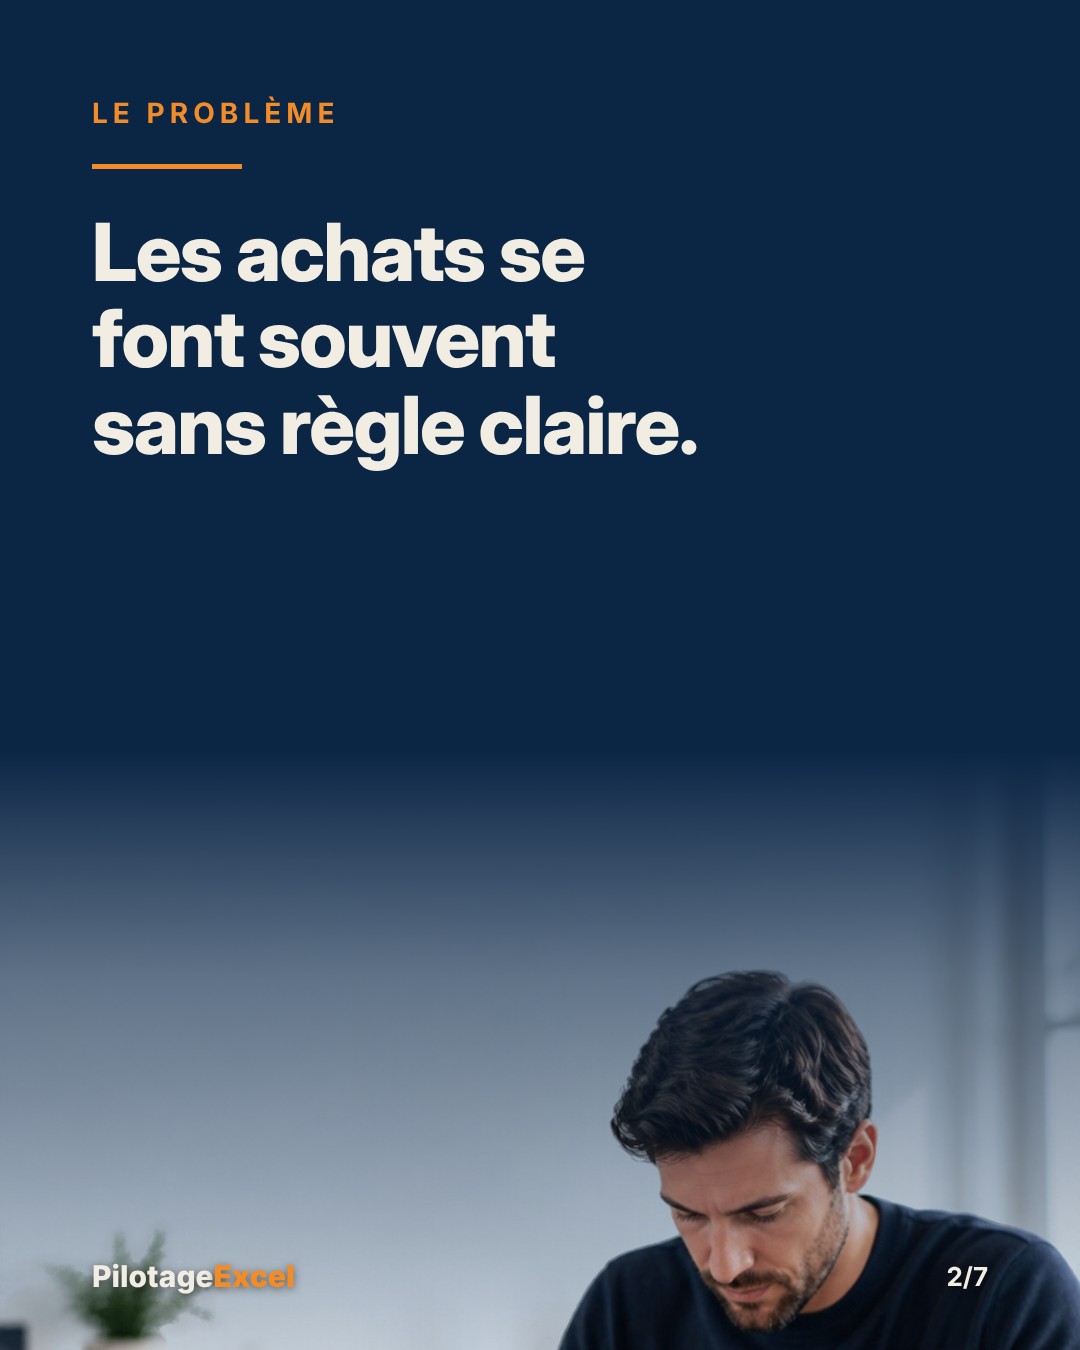 LE PROBLÈME
Les achats se
font souvent
sans règle claire.
PilotageExcel
2/7